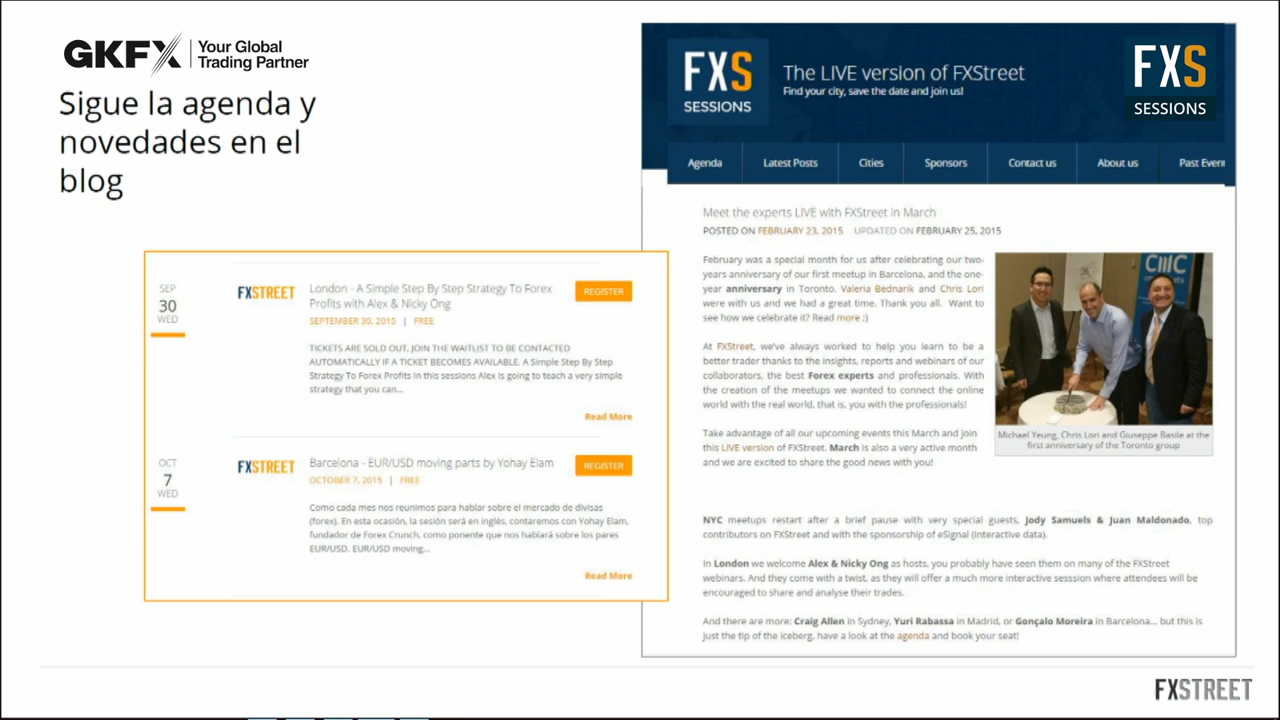 GKFX Your Global
Trading Partner
Sigue la agenda y
novedades en el
blog
SEP
30
WED
FXSTREET
London - A Simple Step By Step Strategy To Forex
Profits with Alex & Nicky Ong
REGISTER
SEPTEMBER 30, 2015 | FREE
TICKETS ARE SOLD OUT, JOIN THE WAITLIST TO BE CONTACTED
AUTOMATICALLY IF A TICKET BECOMES AVAILABLE. A Simple Step By Step
Strategy To Forex Profits In this sessions Alex is going to teach a very simple
strategy that you can...
Read More
OCT
7
WED
FXSTREET
Barcelona - EUR/USD moving parts by Yohay Elam
REGISTER
OCTOBER 7, 2015 | FREE
Como cada mes nos reunimos para hablar sobre el mercado de divisas
(forex). En esta ocasión, la sesión será en inglés, contaremos con Yohay Elam,
fundador de Forex Crunch, como ponente que nos hablará sobre los pares
EUR/USD. EUR/USD moving...
Read More
FXS
SESSIONS
The LIVE version of FXStreet
Find your city, save the date and join us!
FXS
SESSIONS
Agenda Latest Posts Cities Sponsors Contact us About us Past Even
Meet the experts LIVE with FXStreet in March
POSTED ON FEBRUARY 23, 2015 UPDATED ON FEBRUARY 25, 2015
February was a special month for us after celebrating our two-
years anniversary of our first meetup in Barcelona, and the one-
year anniversary in Toronto. Valeria Bednarik and Chris Lori
were with us and we had a great time. Thank you all. Want to
see how we celebrate it? Read more ;)
At FXStreet, we've always worked to help you learn to be a
better trader thanks to the insights, reports and webinars of our
collaborators, the best Forex experts and professionals. With
the creation of the meetups we wanted to connect the online
world with the real world, that is, you with the professionals!
Take advantage of all our upcoming events this March and join
this LIVE version of FXStreet. March is also a very active month
and we are excited to share the good news with you!
CMC
Michael Yeung, Chris Lori and Giuseppe Basile at the
first anniversary of the Toronto group
NYC meetups restart after a brief pause with very special guests, Jody Samuels & Juan Maldonado, top
contributors on FXStreet and with the sponsorship of eSignal (interactive data).
In London we welcome Alex & Nicky Ong as hosts, you probably have seen them on many of the FXStreet
webinars. And they come with a twist, as they will offer a much more interactive sesssion where attendees will be
encouraged to share and analyse their trades.
And there are more: Craig Allen in Sydney, Yuri Rabassa in Madrid, or Gonçalo Moreira in Barcelona... but this is
just the tip of the iceberg, have a look at the agenda and book your seat!
FXSTREET